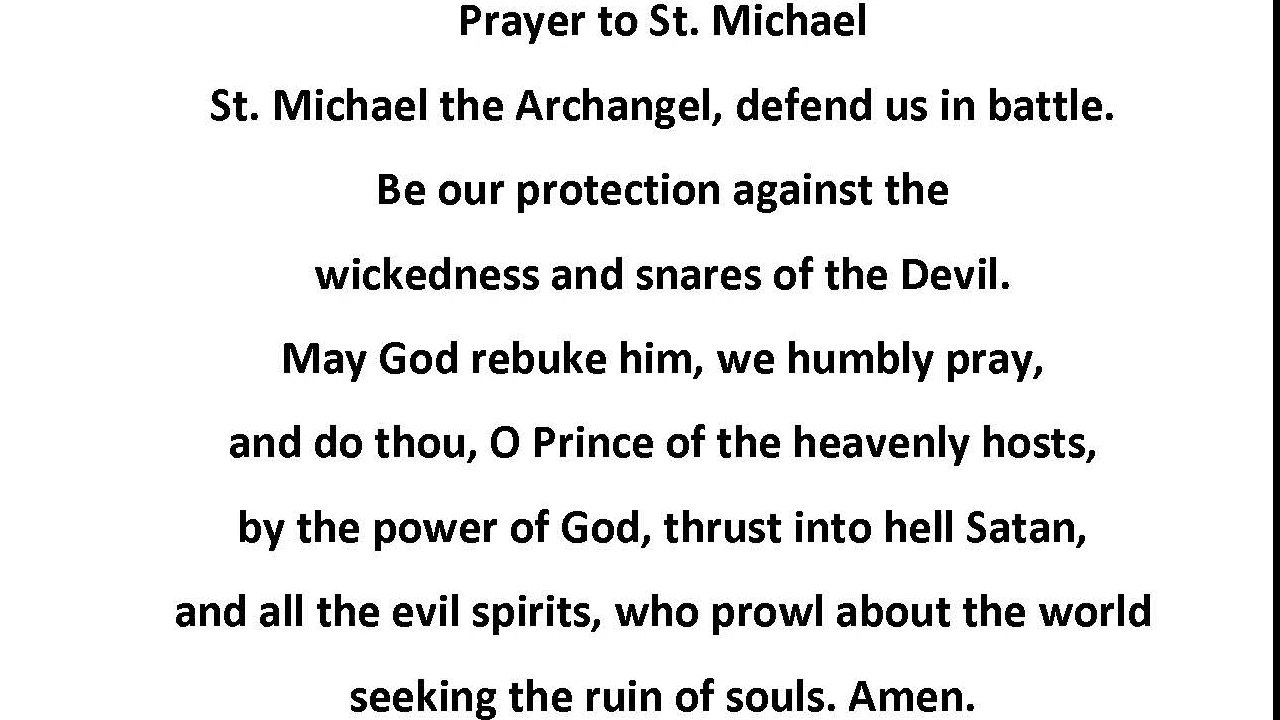 Prayer to St. Michael
St. Michael the Archangel, defend us in battle.
Be our protection against the
wickedness and snares of the Devil.
May God rebuke him, we humbly pray,
and do thou, O Prince of the heavenly hosts,
by the power of God, thrust into hell Satan,
and all the evil spirits, who prowl about the world
seeking the ruin of souls. Amen.